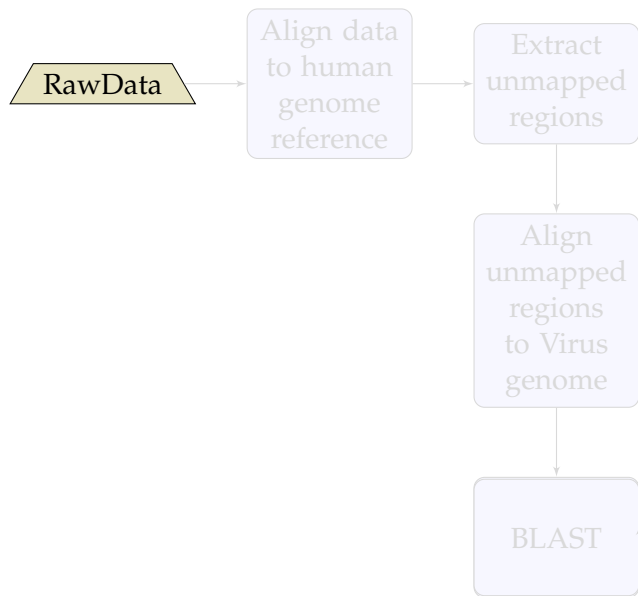 RawData
Align data
to human
genome
reference
Extract
unmapped
regions
Align
unmapped
regions
to Virus
genome
BLAST